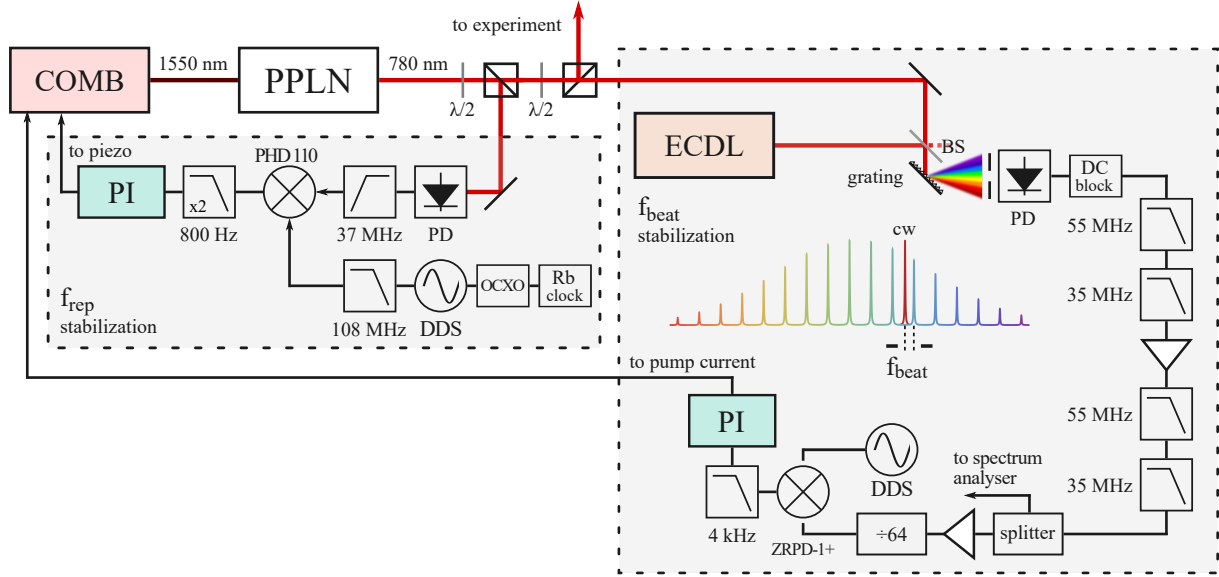 to experiment
COMB
1550 nm
PPLN
780 nm
λ/2
λ/2
to piezo
PHD 110
PI
x2
800 Hz
37 MHz
PD
108 MHz
DDS
OCXO
Rb
clock
f_rep
stabilization
ECDL
BS
grating
PD
DC
block
55 MHz
35 MHz
f_beat
stabilization
cw
f_beat
to pump current
PI
4 kHz
ZRPD-1+
DDS
÷64
to spectrum
analyser
splitter
55 MHz
35 MHz